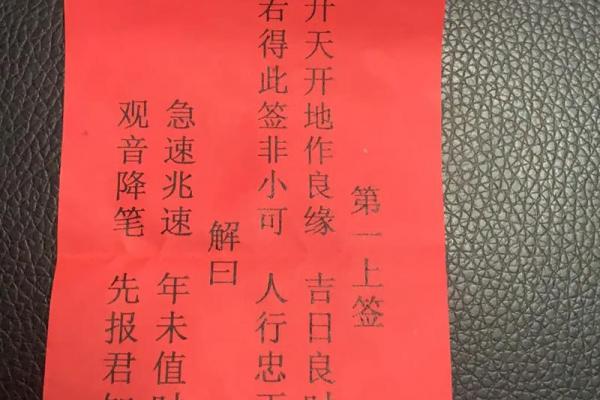 第一上签
开天开地作良缘 吉日良
若得此签非小可 人行忠
解曰
急速兆速 年未值
观音降笔 先报君